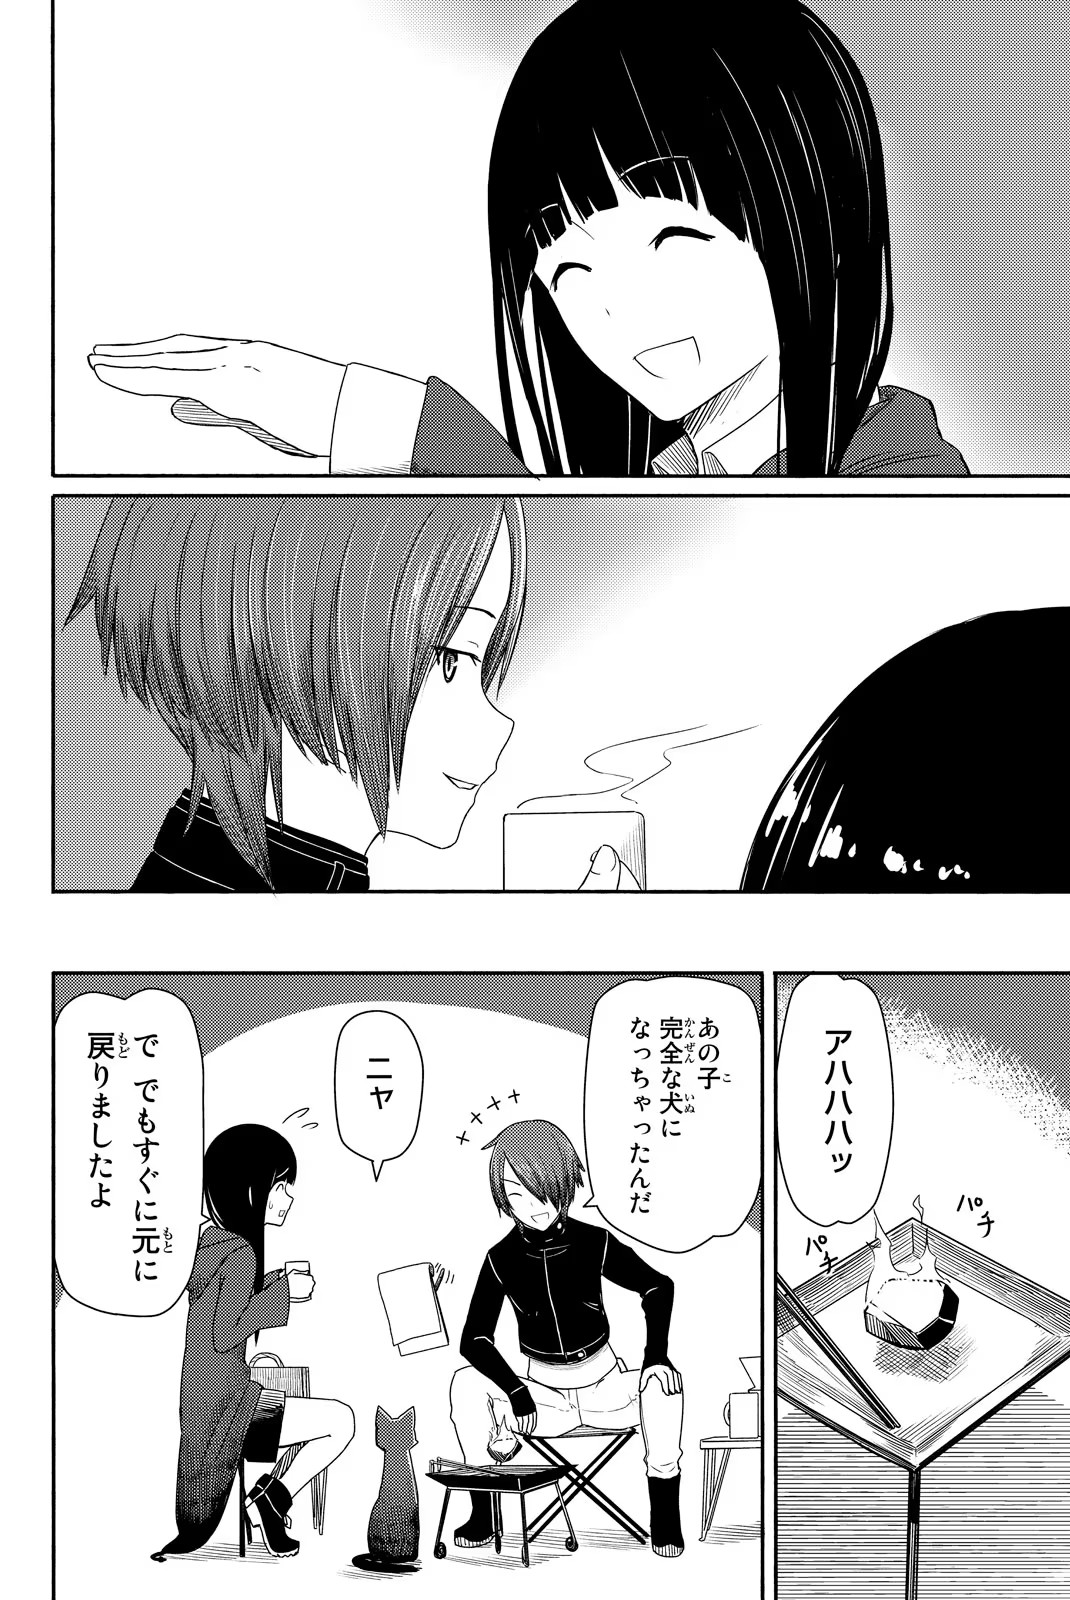 アハハハハッ
パチ
パチ
あの子
完全な犬に
なっちゃったんだ
ニャ
で でもすぐに元に
戻りましたよ